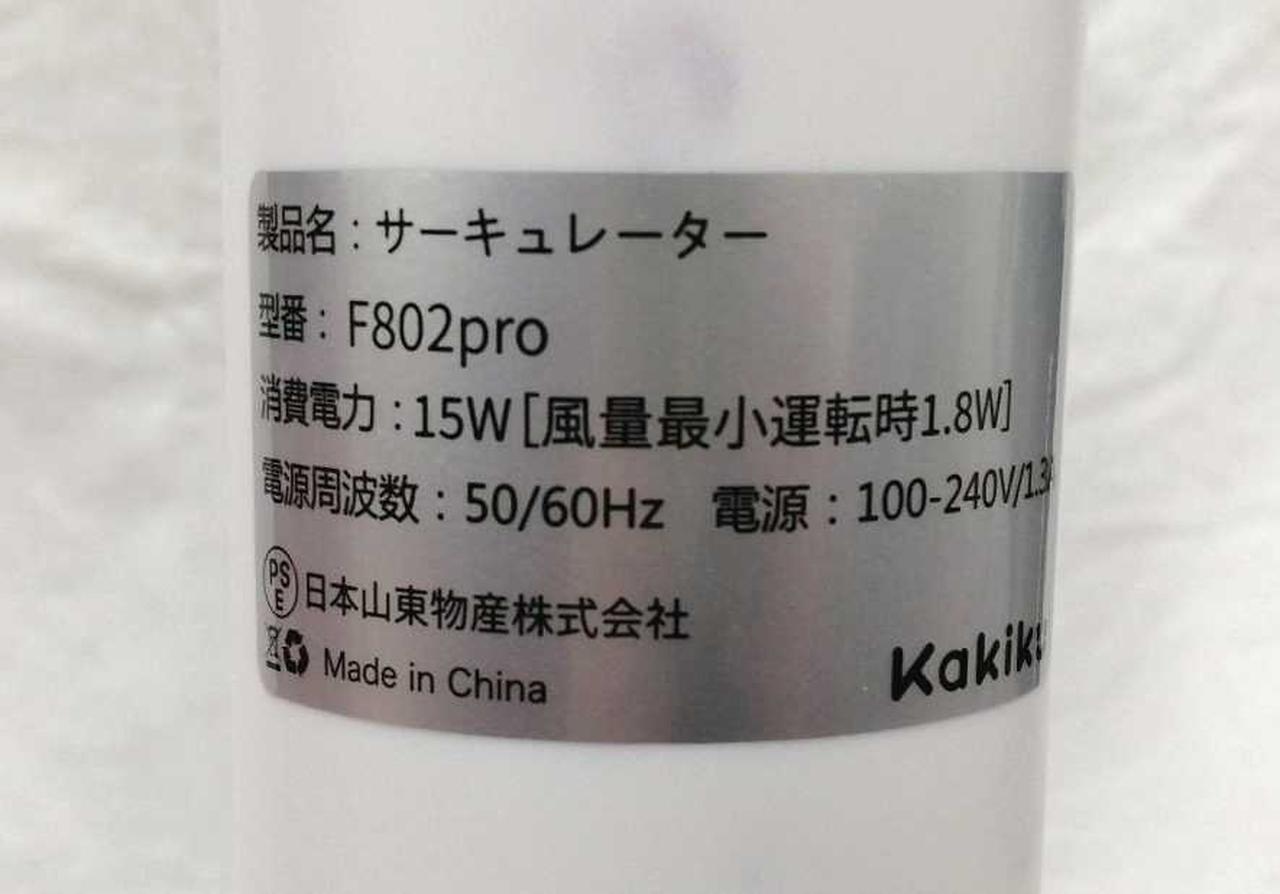 製品名：サーキュレーター
型番：F802pro
消費電力：15W[風量最小運転時1.8W]
電源周波数：50/60Hz 電源：100-240V/1.3
PSE 日本山東物産株式会社
Made in China
Kakik